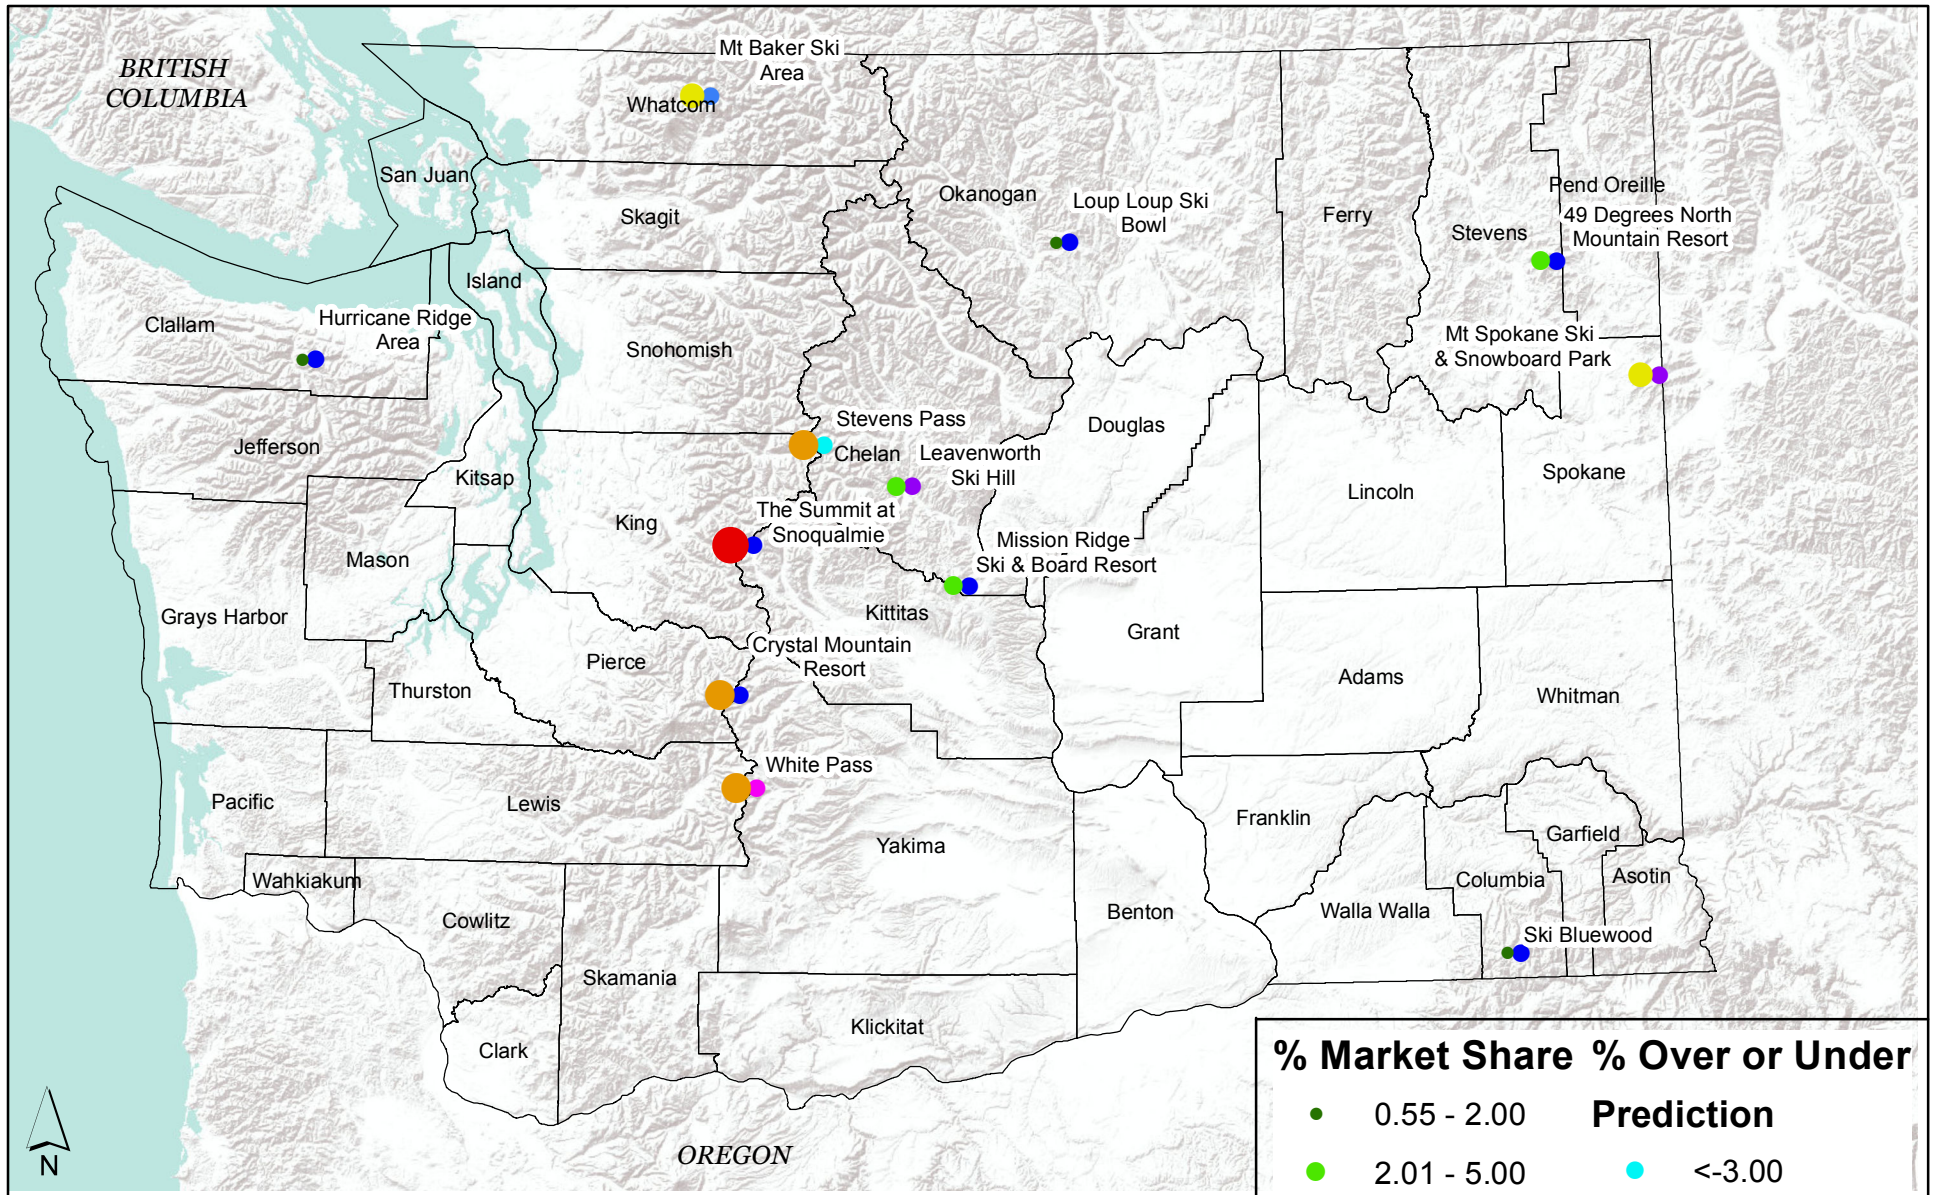 BRITISH
COLUMBIA
Mt Baker Ski
Area
Whatcom
San Juan
Skagit
Okanogan
Loup Loup Ski
Bowl
Ferry
Pend Oreille
Stevens
49 Degrees North
Mountain Resort
Island
Clallam
Hurricane Ridge
Area
Snohomish
Mt Spokane Ski
& Snowboard Park
Jefferson
Stevens Pass
Chelan
Leavenworth
Ski Hill
Douglas
Kitsap
Lincoln
Spokane
King
The Summit at
Snoqualmie
Mission Ridge
Ski & Board Resort
Mason
Grays Harbor
Kittitas
Grant
Pierce
Crystal Mountain
Resort
Thurston
Adams
Whitman
White Pass
Pacific
Lewis
Yakima
Franklin
Garfield
Wahkiakum
Columbia
Asotin
Cowlitz
Benton
Walla Walla
Ski Bluewood
Skamania
Klickitat
Clark
OREGON
N
% Market Share
0.55 - 2.00
2.01 - 5.00
% Over or Under
Prediction
<-3.00